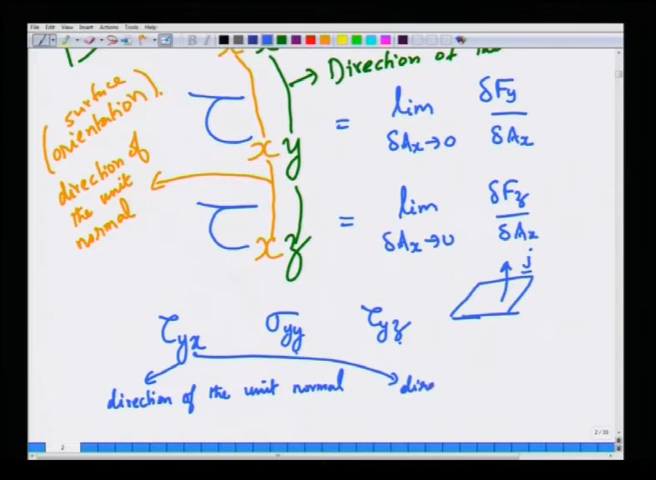 File Edit View Insert Actions Tools Help
Direction of the
(surface orientation).
direction of the unit normal
τxy = lim δAx→0 δFy/δAx
τxz = lim δAx→0 δFz/δAx
j
τyx σyy τyz
direction of the unit normal
dire
2